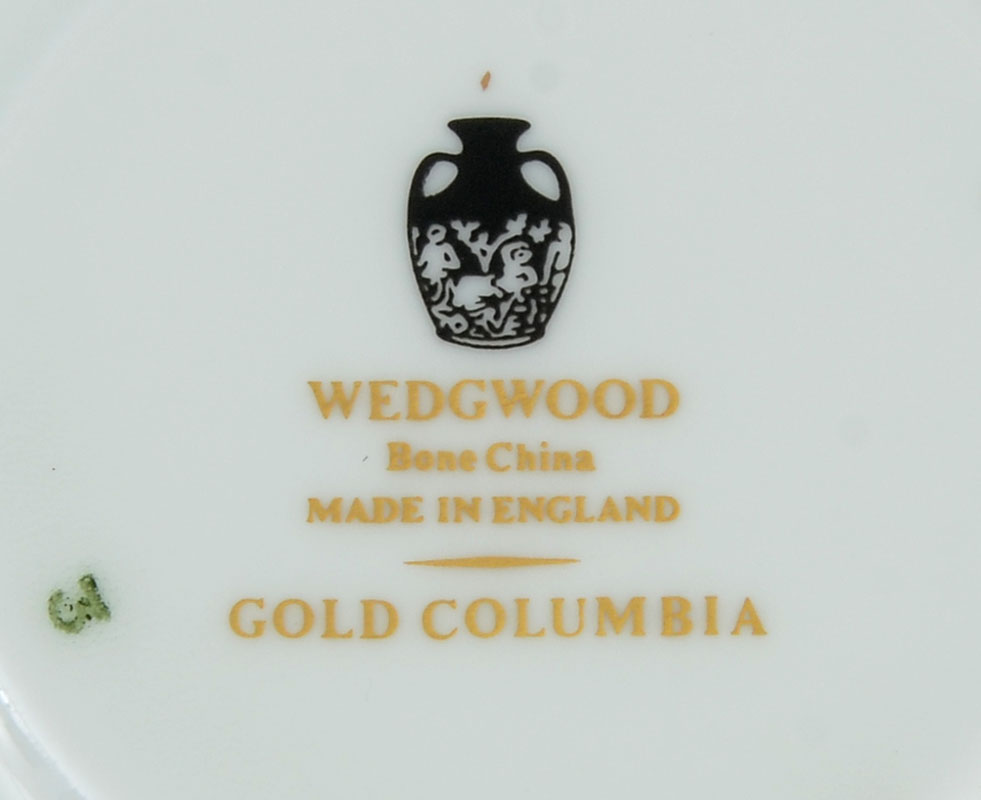 WEDGWOOD
Bone China
MADE IN ENGLAND
GOLD COLUMBIA